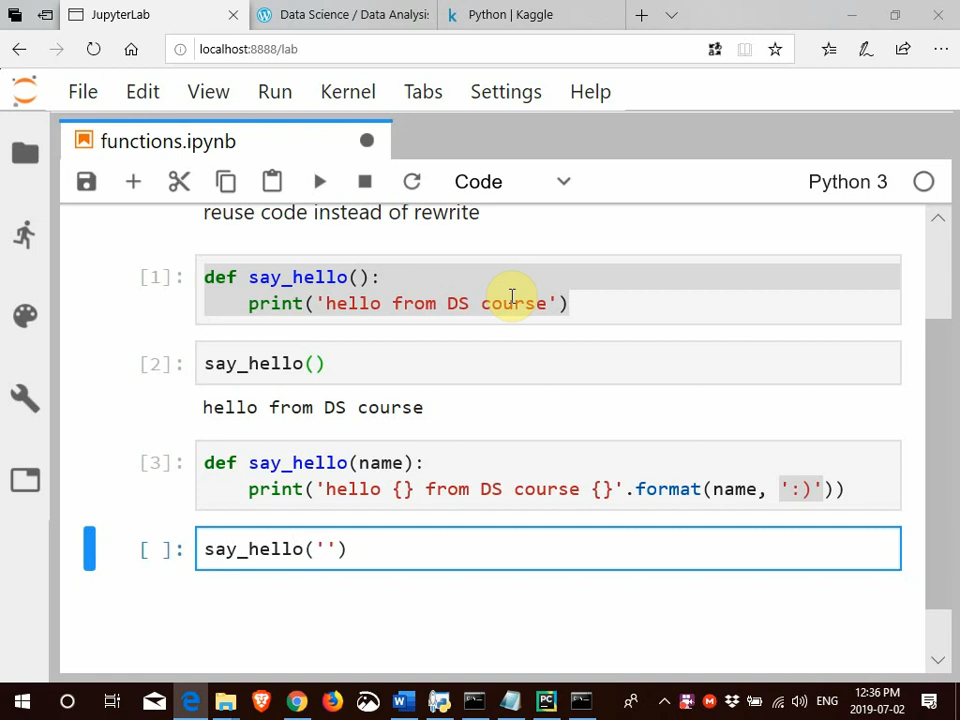 JupyterLab
Data Science / Data Analysi:
Python | Kaggle
localhost:8888/lab
File Edit View Run Kernel Tabs Settings Help
functions.ipynb
Code
Python 3
reuse code instead of rewrite
[1]: def say_hello():
print('hello from DS course')
[2]: say_hello()
hello from DS course
[3]: def say_hello(name):
print('hello {} from DS course {}'.format(name, ':)'))
[ ]: say_hello('')
ENG
12:36 PM
2019-07-02